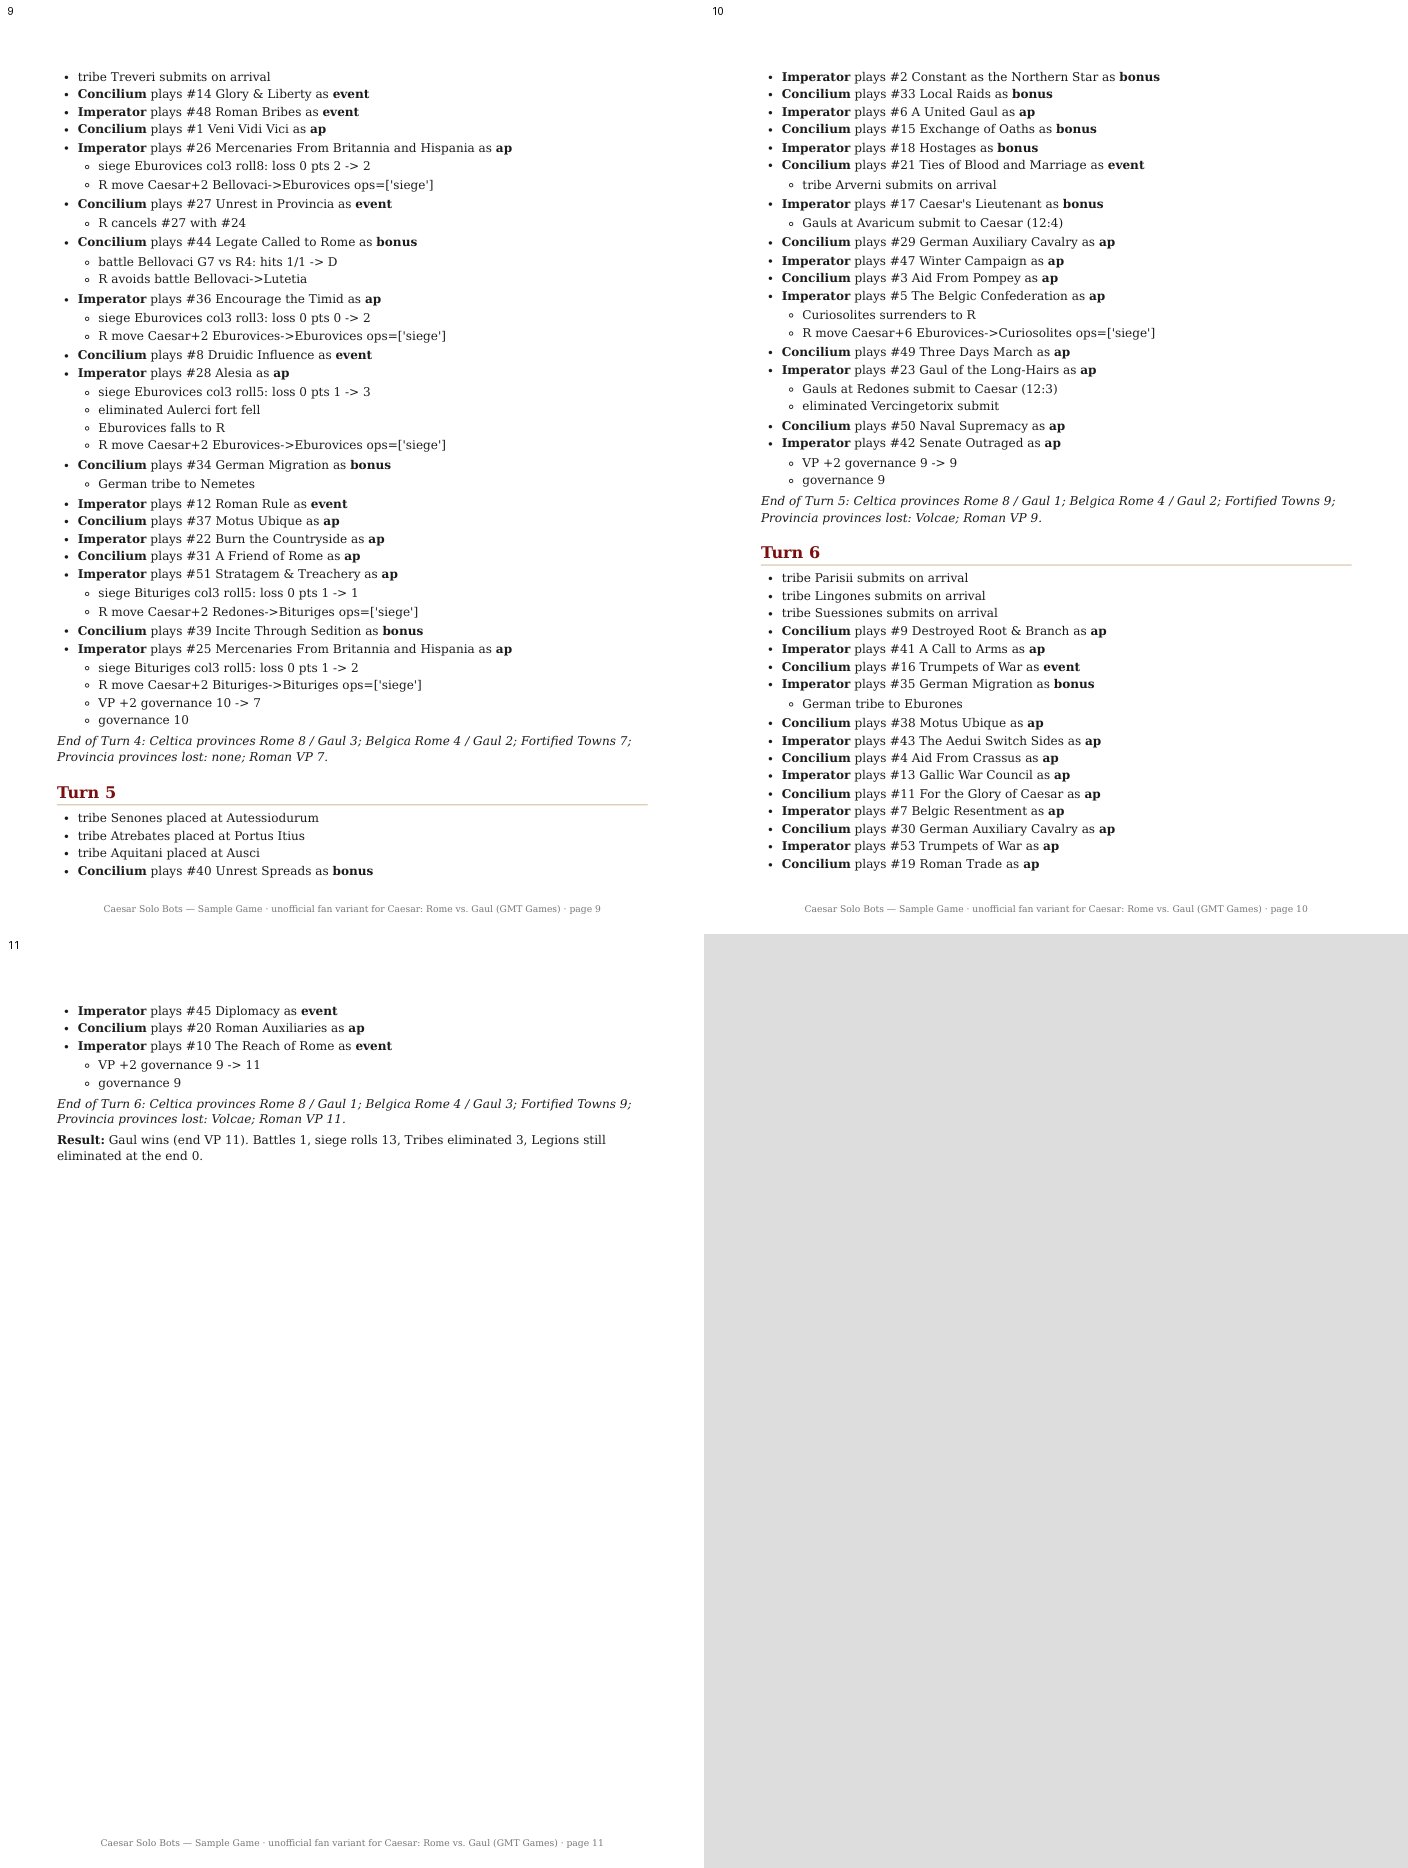 9
tribe Treveri submits on arrival
Concilium plays #14 Glory & Liberty as event
Imperator plays #48 Roman Bribes as event
Concilium plays #1 Veni Vidi Vici as ap
Imperator plays #26 Mercenaries From Britannia and Hispania as ap
siege Eburovices col3 roll8: loss 0 pts 2 -> 2
R move Caesar+2 Bellovaci->Eburovices ops=['siege']
Concilium plays #27 Unrest in Provincia as event
R cancels #27 with #24
Concilium plays #44 Legate Called to Rome as bonus
battle Bellovaci G7 vs R4: hits 1/1 -> D
R avoids battle Bellovaci->Lutetia
Imperator plays #36 Encourage the Timid as ap
siege Eburovices col3 roll3: loss 0 pts 0 -> 2
R move Caesar+2 Eburovices->Eburovices ops=['siege']
Concilium plays #8 Druidic Influence as event
Imperator plays #28 Alesia as ap
siege Eburovices col3 roll5: loss 0 pts 1 -> 3
eliminated Aulerci fort fell
Eburovices falls to R
R move Caesar+2 Eburovices->Eburovices ops=['siege']
Concilium plays #34 German Migration as bonus
German tribe to Nemetes
Imperator plays #12 Roman Rule as event
Concilium plays #37 Motus Ubique as ap
Imperator plays #22 Burn the Countryside as ap
Concilium plays #31 A Friend of Rome as ap
Imperator plays #51 Stratagem & Treachery as ap
siege Bituriges col3 roll5: loss 0 pts 1 -> 1
R move Caesar+2 Redones->Bituriges ops=['siege']
Concilium plays #39 Incite Through Sedition as bonus
Imperator plays #25 Mercenaries From Britannia and Hispania as ap
siege Bituriges col3 roll5: loss 0 pts 1 -> 2
R move Caesar+2 Bituriges->Bituriges ops=['siege']
VP +2 governance 10 -> 7
governance 10
End of Turn 4: Celtica provinces Rome 8 / Gaul 3; Belgica Rome 4 / Gaul 2; Fortified Towns 7;
Provincia provinces lost: none; Roman VP 7.
Turn 5
tribe Senones placed at Autessiodurum
tribe Atrebates placed at Portus Itius
tribe Aquitani placed at Ausci
Concilium plays #40 Unrest Spreads as bonus
Caesar Solo Bots — Sample Game · unofficial fan variant for Caesar: Rome vs. Gaul (GMT Games) · page 9
10
Imperator plays #2 Constant as the Northern Star as bonus
Concilium plays #33 Local Raids as bonus
Imperator plays #6 A United Gaul as ap
Concilium plays #15 Exchange of Oaths as bonus
Imperator plays #18 Hostages as bonus
Concilium plays #21 Ties of Blood and Marriage as event
tribe Arverni submits on arrival
Imperator plays #17 Caesar's Lieutenant as bonus
Gauls at Avaricum submit to Caesar (12:4)
Concilium plays #29 German Auxiliary Cavalry as ap
Imperator plays #47 Winter Campaign as ap
Concilium plays #3 Aid From Pompey as ap
Imperator plays #5 The Belgic Confederation as ap
Curiosolites surrenders to R
R move Caesar+6 Eburovices->Curiosolites ops=['siege']
Concilium plays #49 Three Days March as ap
Imperator plays #23 Gaul of the Long-Hairs as ap
Gauls at Redones submit to Caesar (12:3)
eliminated Vercingetorix submit
Concilium plays #50 Naval Supremacy as ap
Imperator plays #42 Senate Outraged as ap
VP +2 governance 9 -> 9
governance 9
End of Turn 5: Celtica provinces Rome 8 / Gaul 1; Belgica Rome 4 / Gaul 2; Fortified Towns 9;
Provincia provinces lost: Volcae; Roman VP 9.
Turn 6
tribe Parisii submits on arrival
tribe Lingones submits on arrival
tribe Suessiones submits on arrival
Concilium plays #9 Destroyed Root & Branch as ap
Imperator plays #41 A Call to Arms as ap
Concilium plays #16 Trumpets of War as event
Imperator plays #35 German Migration as bonus
German tribe to Eburones
Concilium plays #38 Motus Ubique as ap
Imperator plays #43 The Aedui Switch Sides as ap
Concilium plays #4 Aid From Crassus as ap
Imperator plays #13 Gallic War Council as ap
Concilium plays #11 For the Glory of Caesar as ap
Imperator plays #7 Belgic Resentment as ap
Concilium plays #30 German Auxiliary Cavalry as ap
Imperator plays #53 Trumpets of War as ap
Concilium plays #19 Roman Trade as ap
Caesar Solo Bots — Sample Game · unofficial fan variant for Caesar: Rome vs. Gaul (GMT Games) · page 10
11
Imperator plays #45 Diplomacy as event
Concilium plays #20 Roman Auxiliaries as ap
Imperator plays #10 The Reach of Rome as event
VP +2 governance 9 -> 11
governance 9
End of Turn 6: Celtica provinces Rome 8 / Gaul 1; Belgica Rome 4 / Gaul 3; Fortified Towns 9;
Provincia provinces lost: Volcae; Roman VP 11.
Result: Gaul wins (end VP 11). Battles 1, siege rolls 13, Tribes eliminated 3, Legions still
eliminated at the end 0.
Caesar Solo Bots — Sample Game · unofficial fan variant for Caesar: Rome vs. Gaul (GMT Games) · page 11